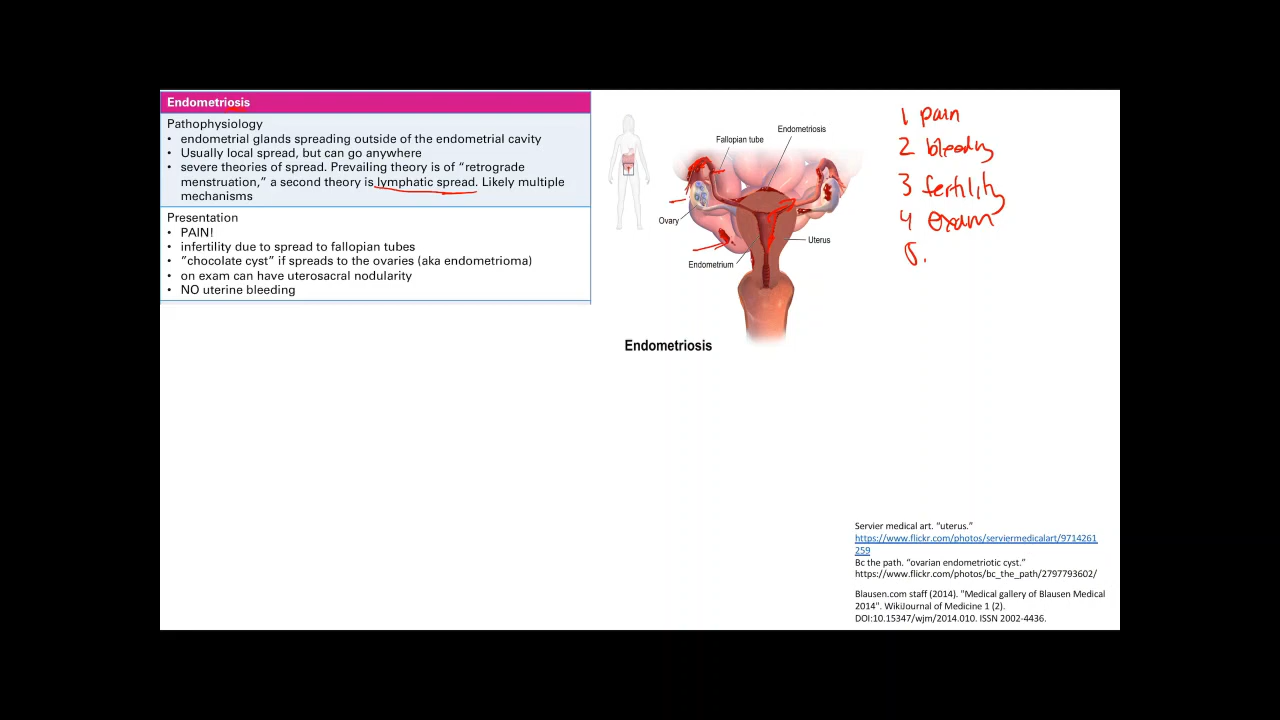 Endometriosis
Pathophysiology
• endometrial glands spreading outside of the endometrial cavity
• Usually local spread, but can go anywhere
• severe theories of spread. Prevailing theory is of “retrograde
menstruation,” a second theory is lymphatic spread. Likely multiple
mechanisms
Presentation
• PAIN!
• infertility due to spread to fallopian tubes
• “chocolate cyst” if spreads to the ovaries (aka endometrioma)
• on exam can have uterosacral nodularity
• NO uterine bleeding
Endometriosis
Fallopian tube
Ovary
Uterus
Endometrium
Endometriosis
1 pain
2 bleeding
3 fertility
4 exam
5.
Servier medical art. “uterus.”
https://www.flickr.com/photos/serviermedicalart/9714261
259
Bc the path. “ovarian endometriotic cyst.”
https://www.flickr.com/photos/bc_the_path/2797793602/
Blausen.com staff (2014). "Medical gallery of Blausen Medical
2014". WikiJournal of Medicine 1 (2).
DOI:10.15347/wjm/2014.010. ISSN 2002-4436.